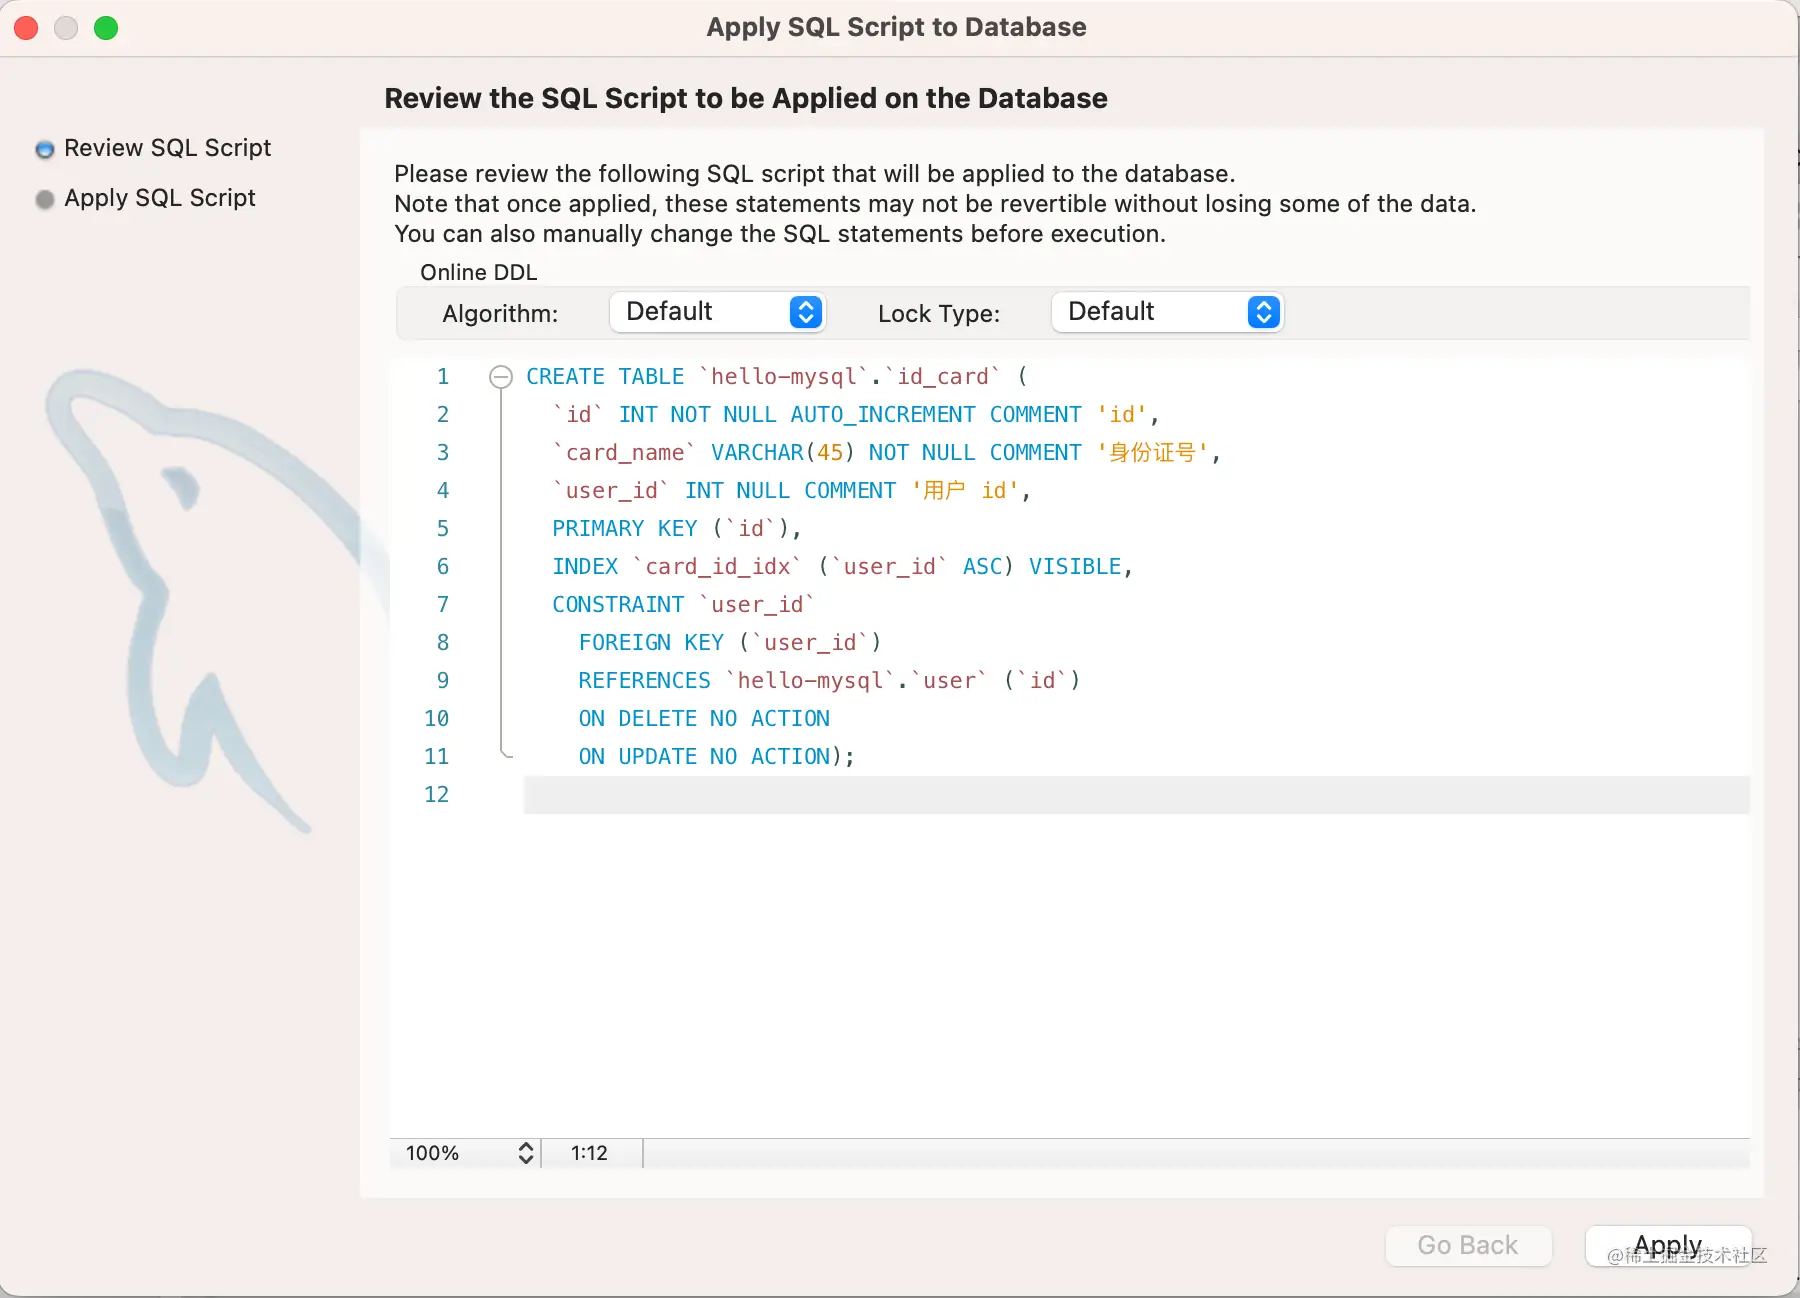 Apply SQL Script to Database
Review the SQL Script to be Applied on the Database
Review SQL Script
Apply SQL Script
Please review the following SQL script that will be applied to the database.
Note that once applied, these statements may not be revertible without losing some of the data.
You can also manually change the SQL statements before execution.
Online DDL
Algorithm: Default Lock Type: Default
1 CREATE TABLE `hello-mysql`.`id_card` (
2 `id` INT NOT NULL AUTO_INCREMENT COMMENT 'id',
3 `card_name` VARCHAR(45) NOT NULL COMMENT '身份证号',
4 `user_id` INT NULL COMMENT '用户 id',
5 PRIMARY KEY (`id`),
6 INDEX `card_id_idx` (`user_id` ASC) VISIBLE,
7 CONSTRAINT `user_id`
8 FOREIGN KEY (`user_id`)
9 REFERENCES `hello-mysql`.`user` (`id`)
10 ON DELETE NO ACTION
11 ON UPDATE NO ACTION);
12
100% 1:12
Go Back Apply
@稀土掘金技术社区